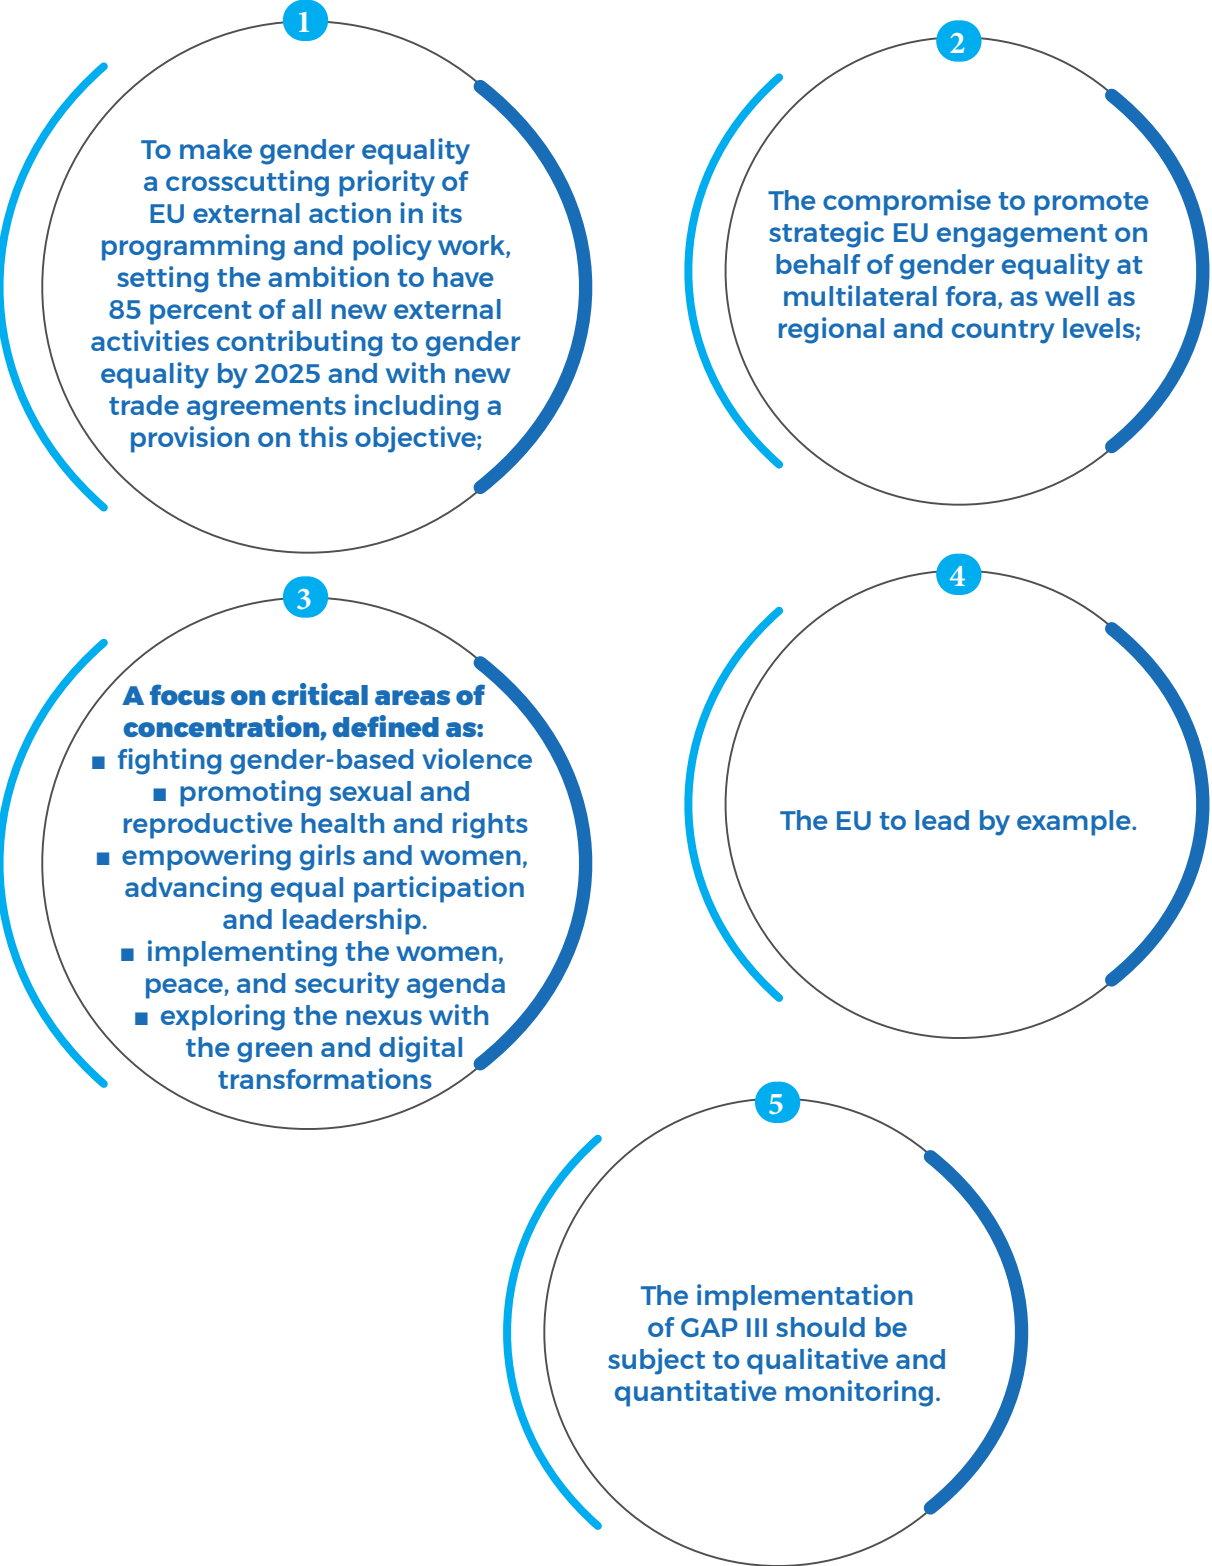 1
To make gender equality
a crosscutting priority of
EU external action in its
programming and policy work,
setting the ambition to have
85 percent of all new external
activities contributing to gender
equality by 2025 and with new
trade agreements including a
provision on this objective;
2
The compromise to promote
strategic EU engagement on
behalf of gender equality at
multilateral fora, as well as
regional and country levels;
3
A focus on critical areas of
concentration, defined as:
▪ fighting gender-based violence
▪ promoting sexual and
reproductive health and rights
▪ empowering girls and women,
advancing equal participation
and leadership.
▪ implementing the women,
peace, and security agenda
▪ exploring the nexus with
the green and digital
transformations
4
The EU to lead by example.
5
The implementation
of GAP III should be
subject to qualitative and
quantitative monitoring.